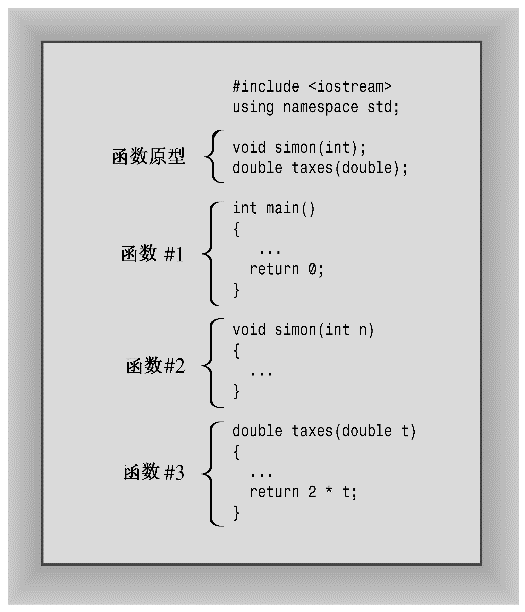 #include <iostream>
using namespace std;
函数原型
void simon(int);
double taxes(double);
函数 #1
int main()
{
...
return 0;
}
函数#2
void simon(int n)
{
...
}
函数 #3
double taxes(double t)
{
...
return 2 * t;
}